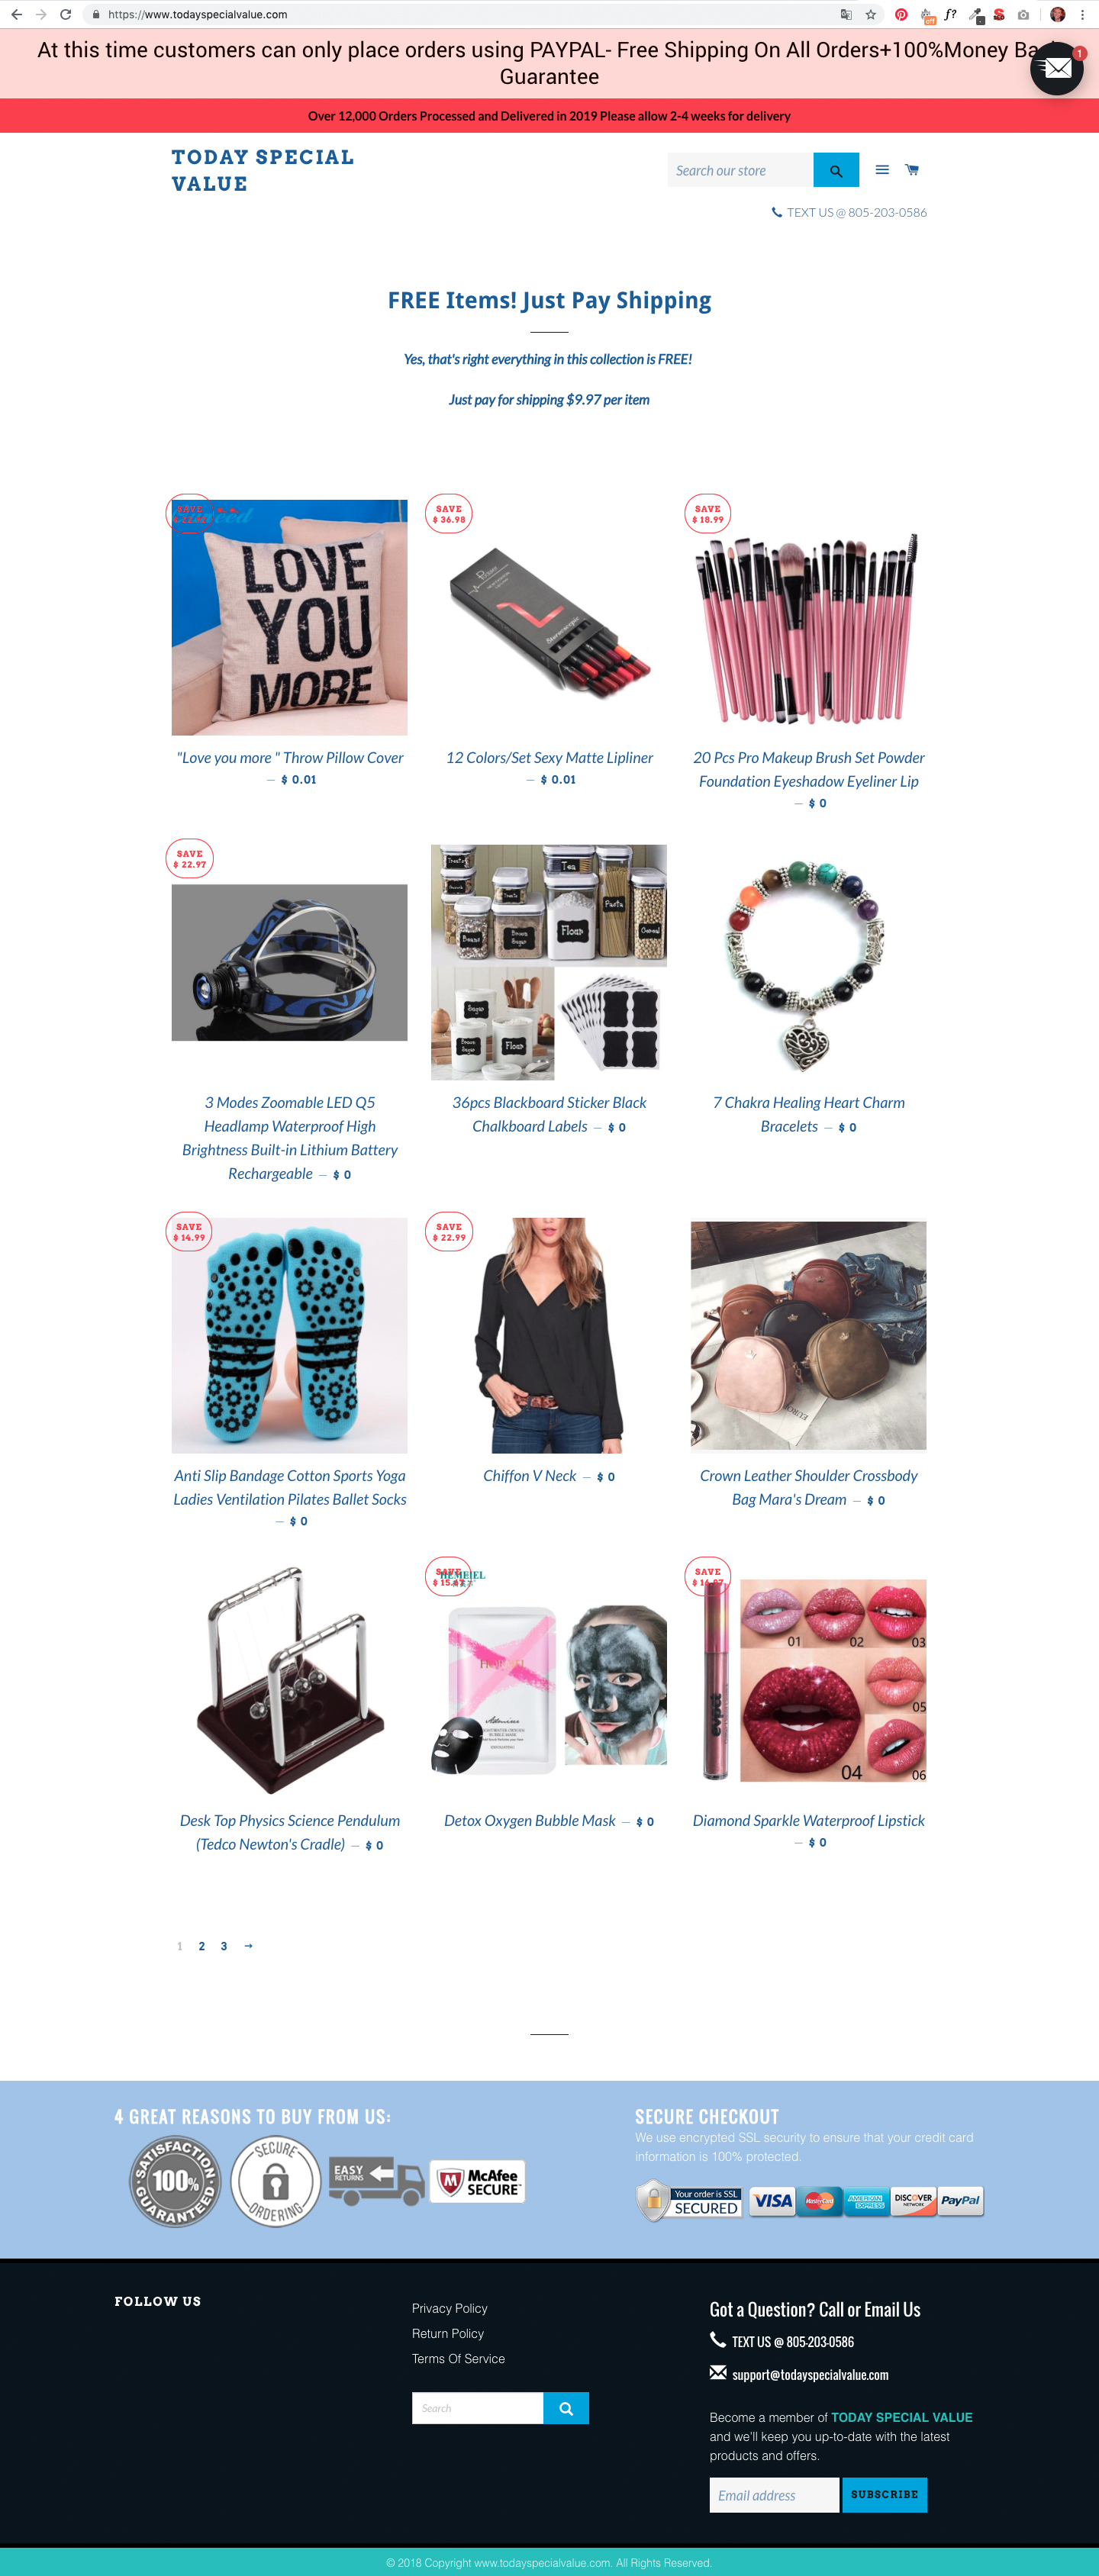 https://www.todayspecialvalue.com
off
f?
At this time customers can only place orders using PAYPAL- Free Shipping On All Orders+100%Money
Guarantee
1
Over 12,000 Orders Processed and Delivered in 2019 Please allow 2-4 weeks for delivery
TODAY SPECIAL
VALUE
Search our store
TEXT US @ 805-203-0586
FREE Items! Just Pay Shipping
Yes, that's right everything in this collection is FREE!
Just pay for shipping $9.97 per item
SAVE
LOVE
YOU
MORE
SAVE
$ 36.98
SAVE
$ 18.99
"Love you more " Throw Pillow Cover
— $ 0.01
12 Colors/Set Sexy Matte Lipliner
— $ 0.01
20 Pcs Pro Makeup Brush Set Powder
Foundation Eyeshadow Eyeliner Lip
— $ 0
SAVE
$ 22.97
Treats
Tea
Pasta
Beans
Brown
Sugar
Flour
Cereal
Sugar
Brown
Sugar
Flour
3 Modes Zoomable LED Q5
Headlamp Waterproof High
Brightness Built-in Lithium Battery
Rechargeable — $ 0
36pcs Blackboard Sticker Black
Chalkboard Labels — $ 0
7 Chakra Healing Heart Charm
Bracelets — $ 0
SAVE
$ 14.99
SAVE
$ 22.99
Anti Slip Bandage Cotton Sports Yoga
Ladies Ventilation Pilates Ballet Socks
— $ 0
Chiffon V Neck — $ 0
Crown Leather Shoulder Crossbody
Bag Mara's Dream — $ 0
SAVE
$ 15.97
SAVE
01
02
03
04
05
06
Desk Top Physics Science Pendulum
(Tedco Newton's Cradle) — $ 0
Detox Oxygen Bubble Mask — $ 0
Diamond Sparkle Waterproof Lipstick
— $ 0
1 2 3 →
4 GREAT REASONS TO BUY FROM US:
SATISFACTION
100%
GUARANTEED
SECURE
ORDERING
EASY
RETURNS
McAfee
SECURE
SECURE CHECKOUT
We use encrypted SSL security to ensure that your credit card
information is 100% protected.
Your order is SSL
SECURED
VISA
MasterCard
AMERICAN
EXPRESS
DISCOVER
NETWORK
PayPal
FOLLOW US
Privacy Policy
Return Policy
Terms Of Service
Search
Got a Question? Call or Email Us
TEXT US @ 805-203-0586
support@todayspecialvalue.com
Become a member of TODAY SPECIAL VALUE
and we'll keep you up-to-date with the latest
products and offers.
Email address
SUBSCRIBE
© 2018 Copyright www.todayspecialvalue.com. All Rights Reserved.